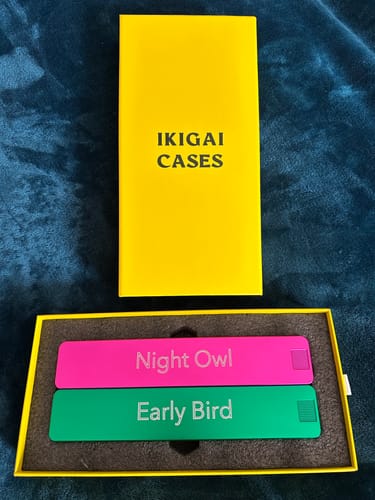 IKIGAI
CASES
Night Owl
Early Bird